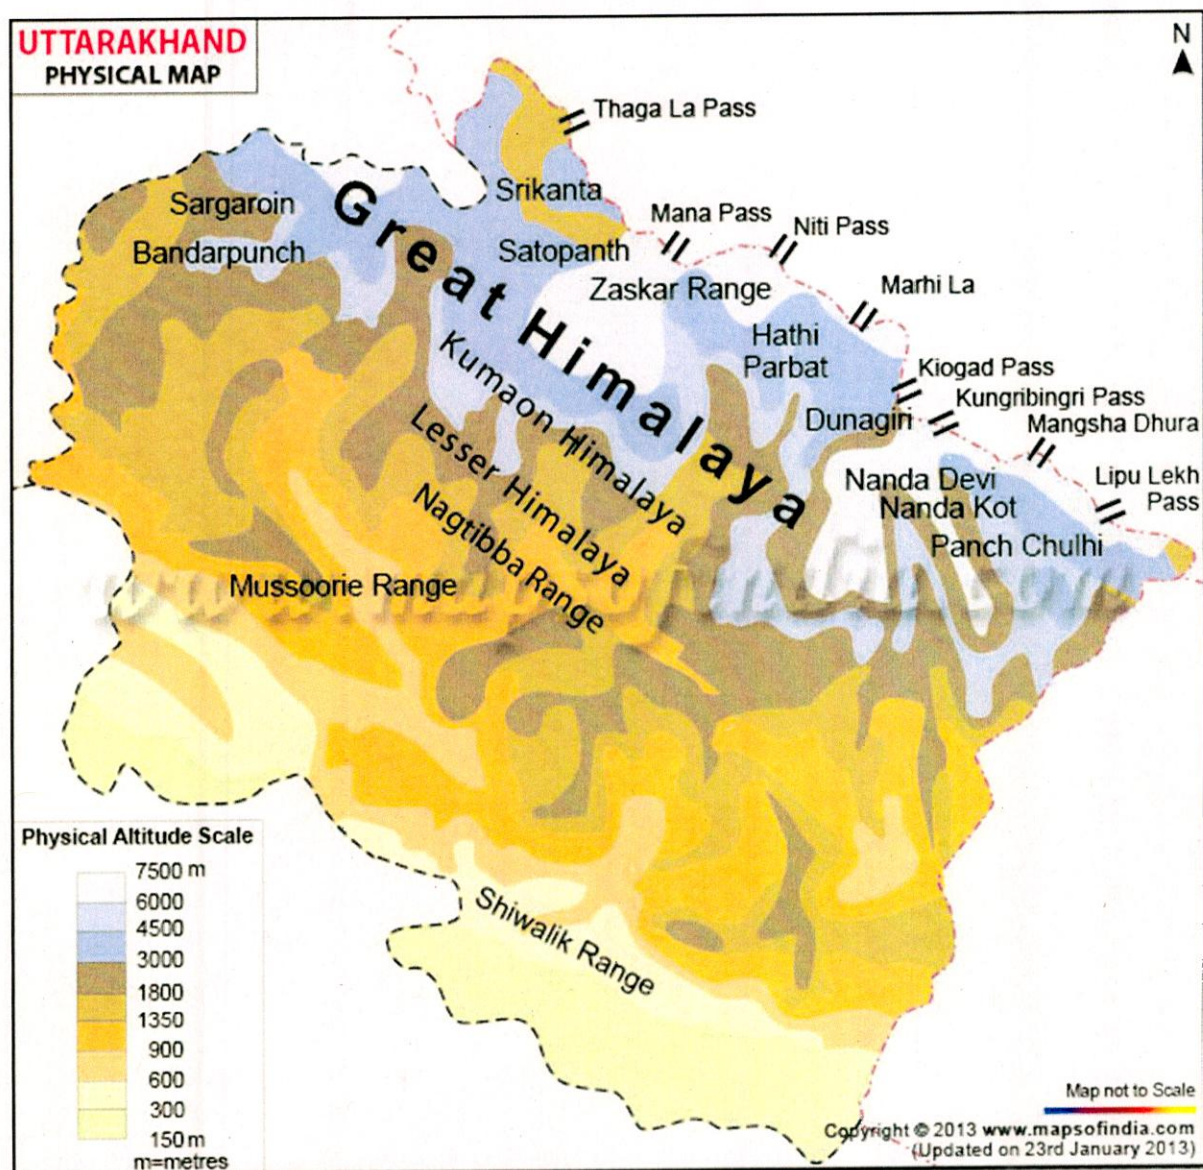 UTTARAKHAND
PHYSICAL MAP
N
Thaga La Pass
Srikanta
Sargaroin
Mana Pass
Niti Pass
Bandarpunch
Satopanth
Zaskar Range
Marhi La
Great Himalaya
Hathi
Parbat
Kumaon Himalaya
Kiogad Pass
Kungribingri Pass
Lesser Himalaya
Dunagiri
Mangsha Dhura
Nanda Devi
Lipu Lekh
Pass
Nagtibba Range
Nanda Kot
Panch Chulhi
Mussoorie Range
www.mapsofindia.com
Shiwalik Range
Physical Altitude Scale
7500 m
6000
4500
3000
1800
1350
900
600
300
150 m
m=metres
Map not to Scale
Copyright © 2013 www.mapsofindia.com
(Updated on 23rd January 2013)